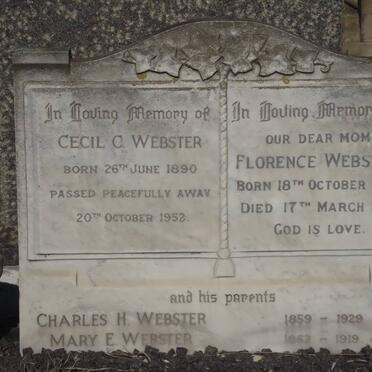 In Loving Memory of
CECIL C. WEBSTER
BORN 26TH JUNE 1890
PASSED PEACEFULLY AWAY
20TH OCTOBER 1952.
In Loving Memor
OUR DEAR MOM
FLORENCE WEBS
BORN 18TH OCTOBER
DIED 17TH MARCH
GOD IS LOVE.
and his parents
CHARLES H. WEBSTER 1859 - 1929
MARY E. WEBSTER 1862 - 1919